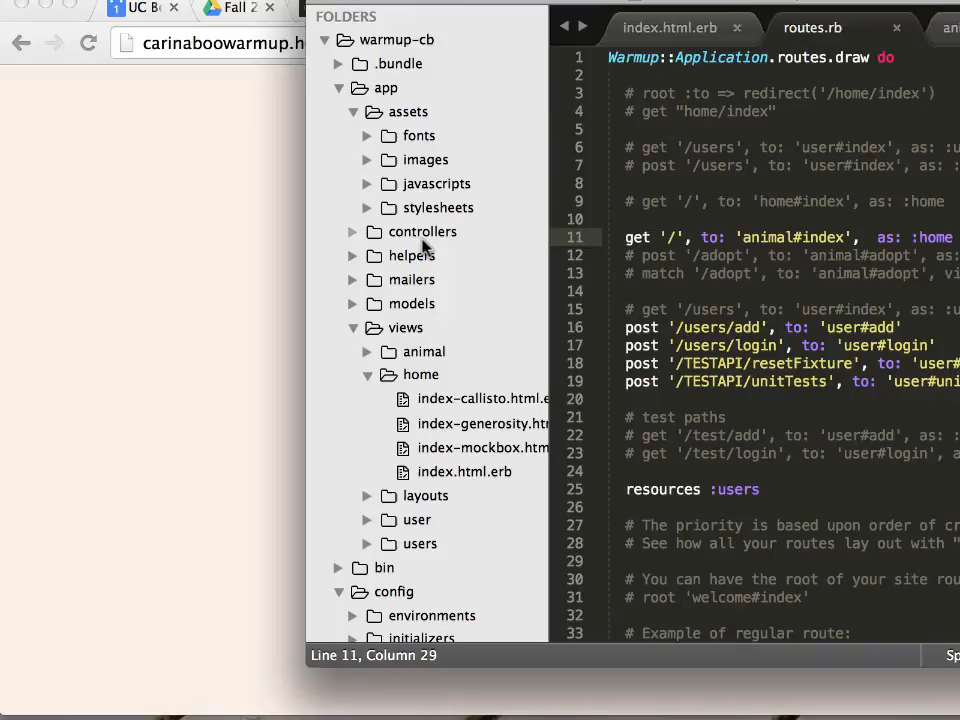 UC B
Fall 2
carinaboowarmup.h
FOLDERS
warmup-cb
.bundle
app
assets
fonts
images
javascripts
stylesheets
controllers
helpers
mailers
models
views
animal
home
index-callisto.html.e
index-generosity.htm
index-mockbox.htm
index.html.erb
layouts
user
users
bin
config
environments
initializers
Line 11, Column 29
index.html.erb
routes.rb
ani
1 Warmup::Application.routes.draw do
2
3 # root :to => redirect('/home/index')
4 # get "home/index"
5
6 # get '/users', to: 'user#index', as: :u
7 # post '/users', to: 'user#index', as: :
8
9 # get '/', to: 'home#index', as: :home
10
11 get '/', to: 'animal#index', as: :home
12 # post '/adopt', to: 'animal#adopt', as:
13 # match '/adopt', to: 'animal#adopt', vi
14
15 # get '/users', to: 'user#index', as: :u
16 post '/users/add', to: 'user#add'
17 post '/users/login', to: 'user#login'
18 post '/TESTAPI/resetFixture', to: 'user#
19 post '/TESTAPI/unitTests', to: 'user#uni
20
21 # test paths
22 # get '/test/add', to: 'user#add', as: :
23 # get '/test/login', to: 'user#login', a
24
25 resources :users
26
27 # The priority is based upon order of cr
28 # See how all your routes lay out with "
29
30 # You can have the root of your site rou
31 # root 'welcome#index'
32
33 # Example of regular route:
Sp